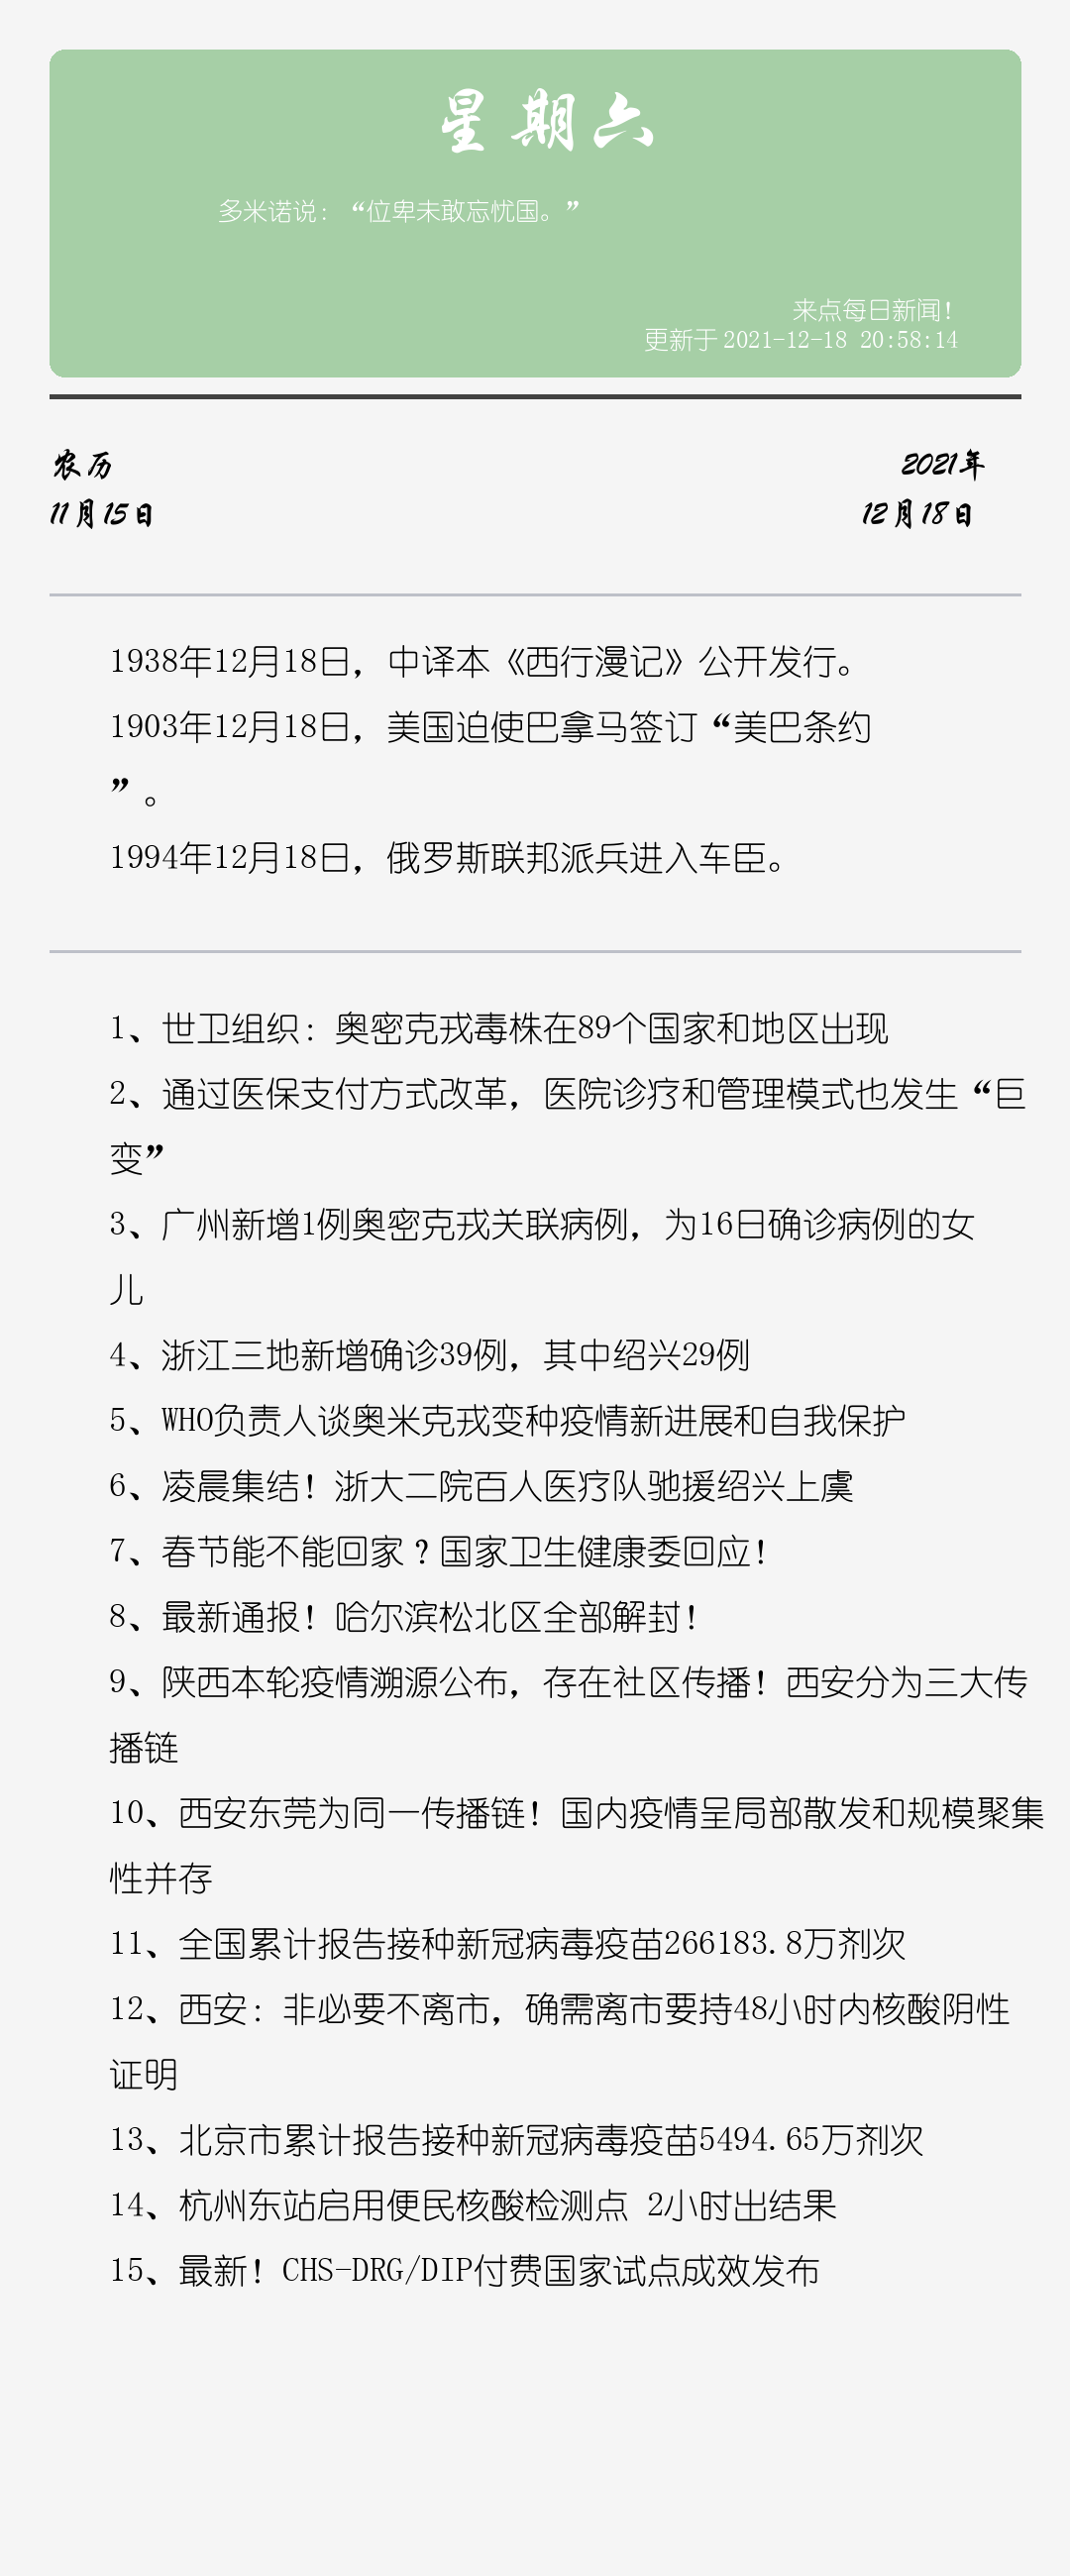 星期六
多米诺说：“位卑未敢忘忧国。”
来点每日新闻！
更新于 2021-12-18 20:58:14
农历
2021年
11月15日
12月18日
1938年12月18日，中译本《西行漫记》公开发行。
1903年12月18日，美国迫使巴拿马签订“美巴条约
”。
1994年12月18日，俄罗斯联邦派兵进入车臣。
1、世卫组织：奥密克戎毒株在89个国家和地区出现
2、通过医保支付方式改革，医院诊疗和管理模式也发生“巨
变”
3、广州新增1例奥密克戎关联病例，为16日确诊病例的女
儿
4、浙江三地新增确诊39例，其中绍兴29例
5、WHO负责人谈奥米克戎变种疫情新进展和自我保护
6、凌晨集结！浙大二院百人医疗队驰援绍兴上虞
7、春节能不能回家？国家卫生健康委回应！
8、最新通报！哈尔滨松北区全部解封！
9、陕西本轮疫情溯源公布，存在社区传播！西安分为三大传
播链
10、西安东莞为同一传播链！国内疫情呈局部散发和规模聚集
性并存
11、全国累计报告接种新冠病毒疫苗266183.8万剂次
12、西安：非必要不离市，确需离市要持48小时内核酸阴性
证明
13、北京市累计报告接种新冠病毒疫苗5494.65万剂次
14、杭州东站启用便民核酸检测点 2小时出结果
15、最新！CHS-DRG/DIP付费国家试点成效发布